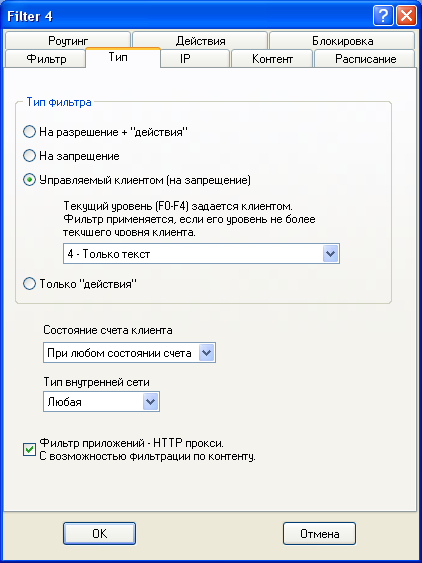 Filter 4
Роутинг
Действия
Блокировка
Фильтр
Тип
IP
Контент
Расписание
Тип фильтра
На разрешение + "действия"
На запрещение
Управляемый клиентом (на запрещение)
Текущий уровень (F0-F4) задается клиентом.
Фильтр применяется, если его уровень не более
текущего уровня клиента.
4 - Только текст
Только "действия"
Состояние счета клиента
При любом состоянии счета
Тип внутренней сети
Любая
Фильтр приложений - HTTP прокси.
С возможностью фильтрации по контенту.
OK
Отмена